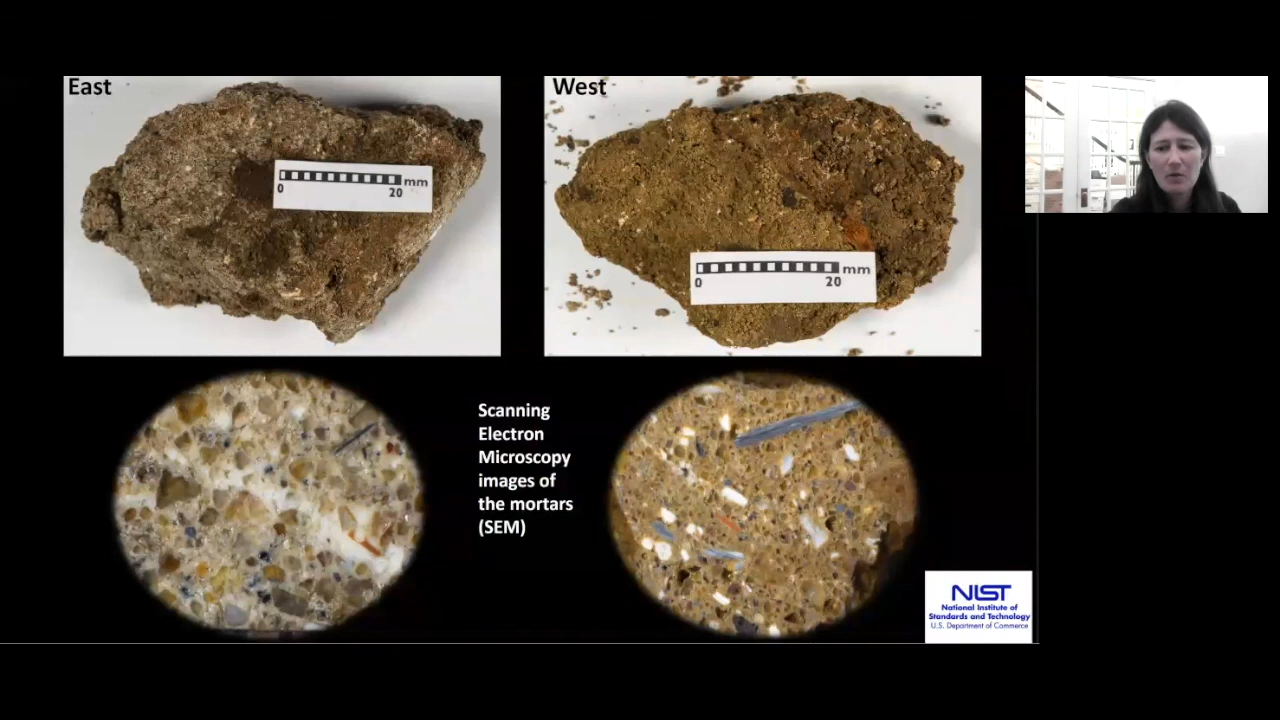 East
West
mm
0
20
mm
0
20
Scanning
Electron
Microscopy
images of
the mortars
(SEM)
NIST
National Institute of
Standards and Technology
U.S. Department of Commerce